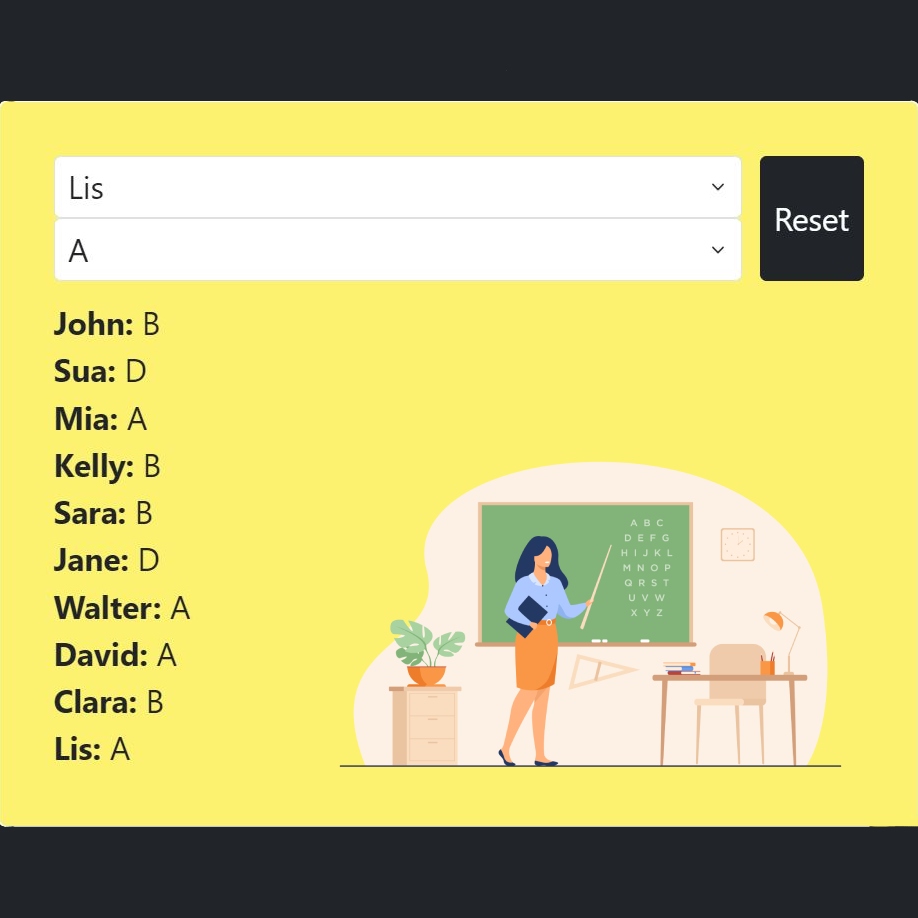 Lis
A
Reset
John: B
Sua: D
Mia: A
Kelly: B
Sara: B
Jane: D
Walter: A
David: A
Clara: B
Lis: A
A B C
D E F G
H I J K L
M N O P
Q R S T
U V W
X Y Z